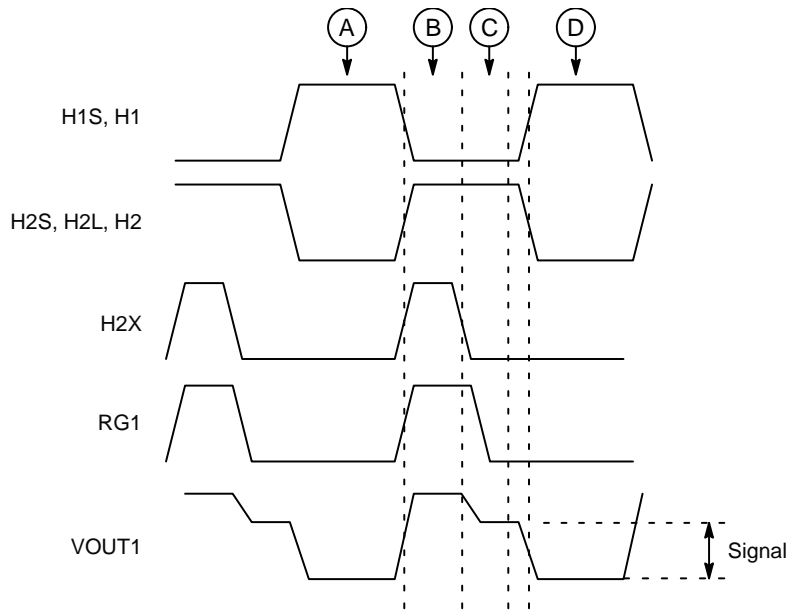 A B C D
H1S, H1
H2S, H2L, H2
H2X
RG1
VOUT1
Signal